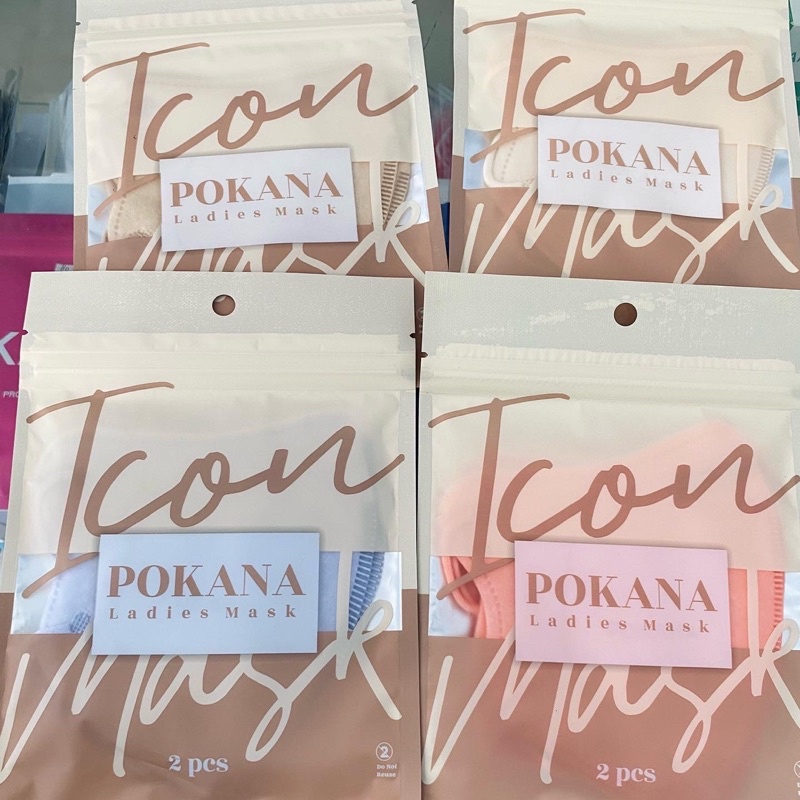 Icon
POKANA
Ladies Mask
Mask
Icon
POKANA
Ladies Mask
Mask
Icon
POKANA
Ladies Mask
Mask
2 pcs
2
Do Not
Reuse
Icon
POKANA
Ladies Mask
Mask
2 pcs